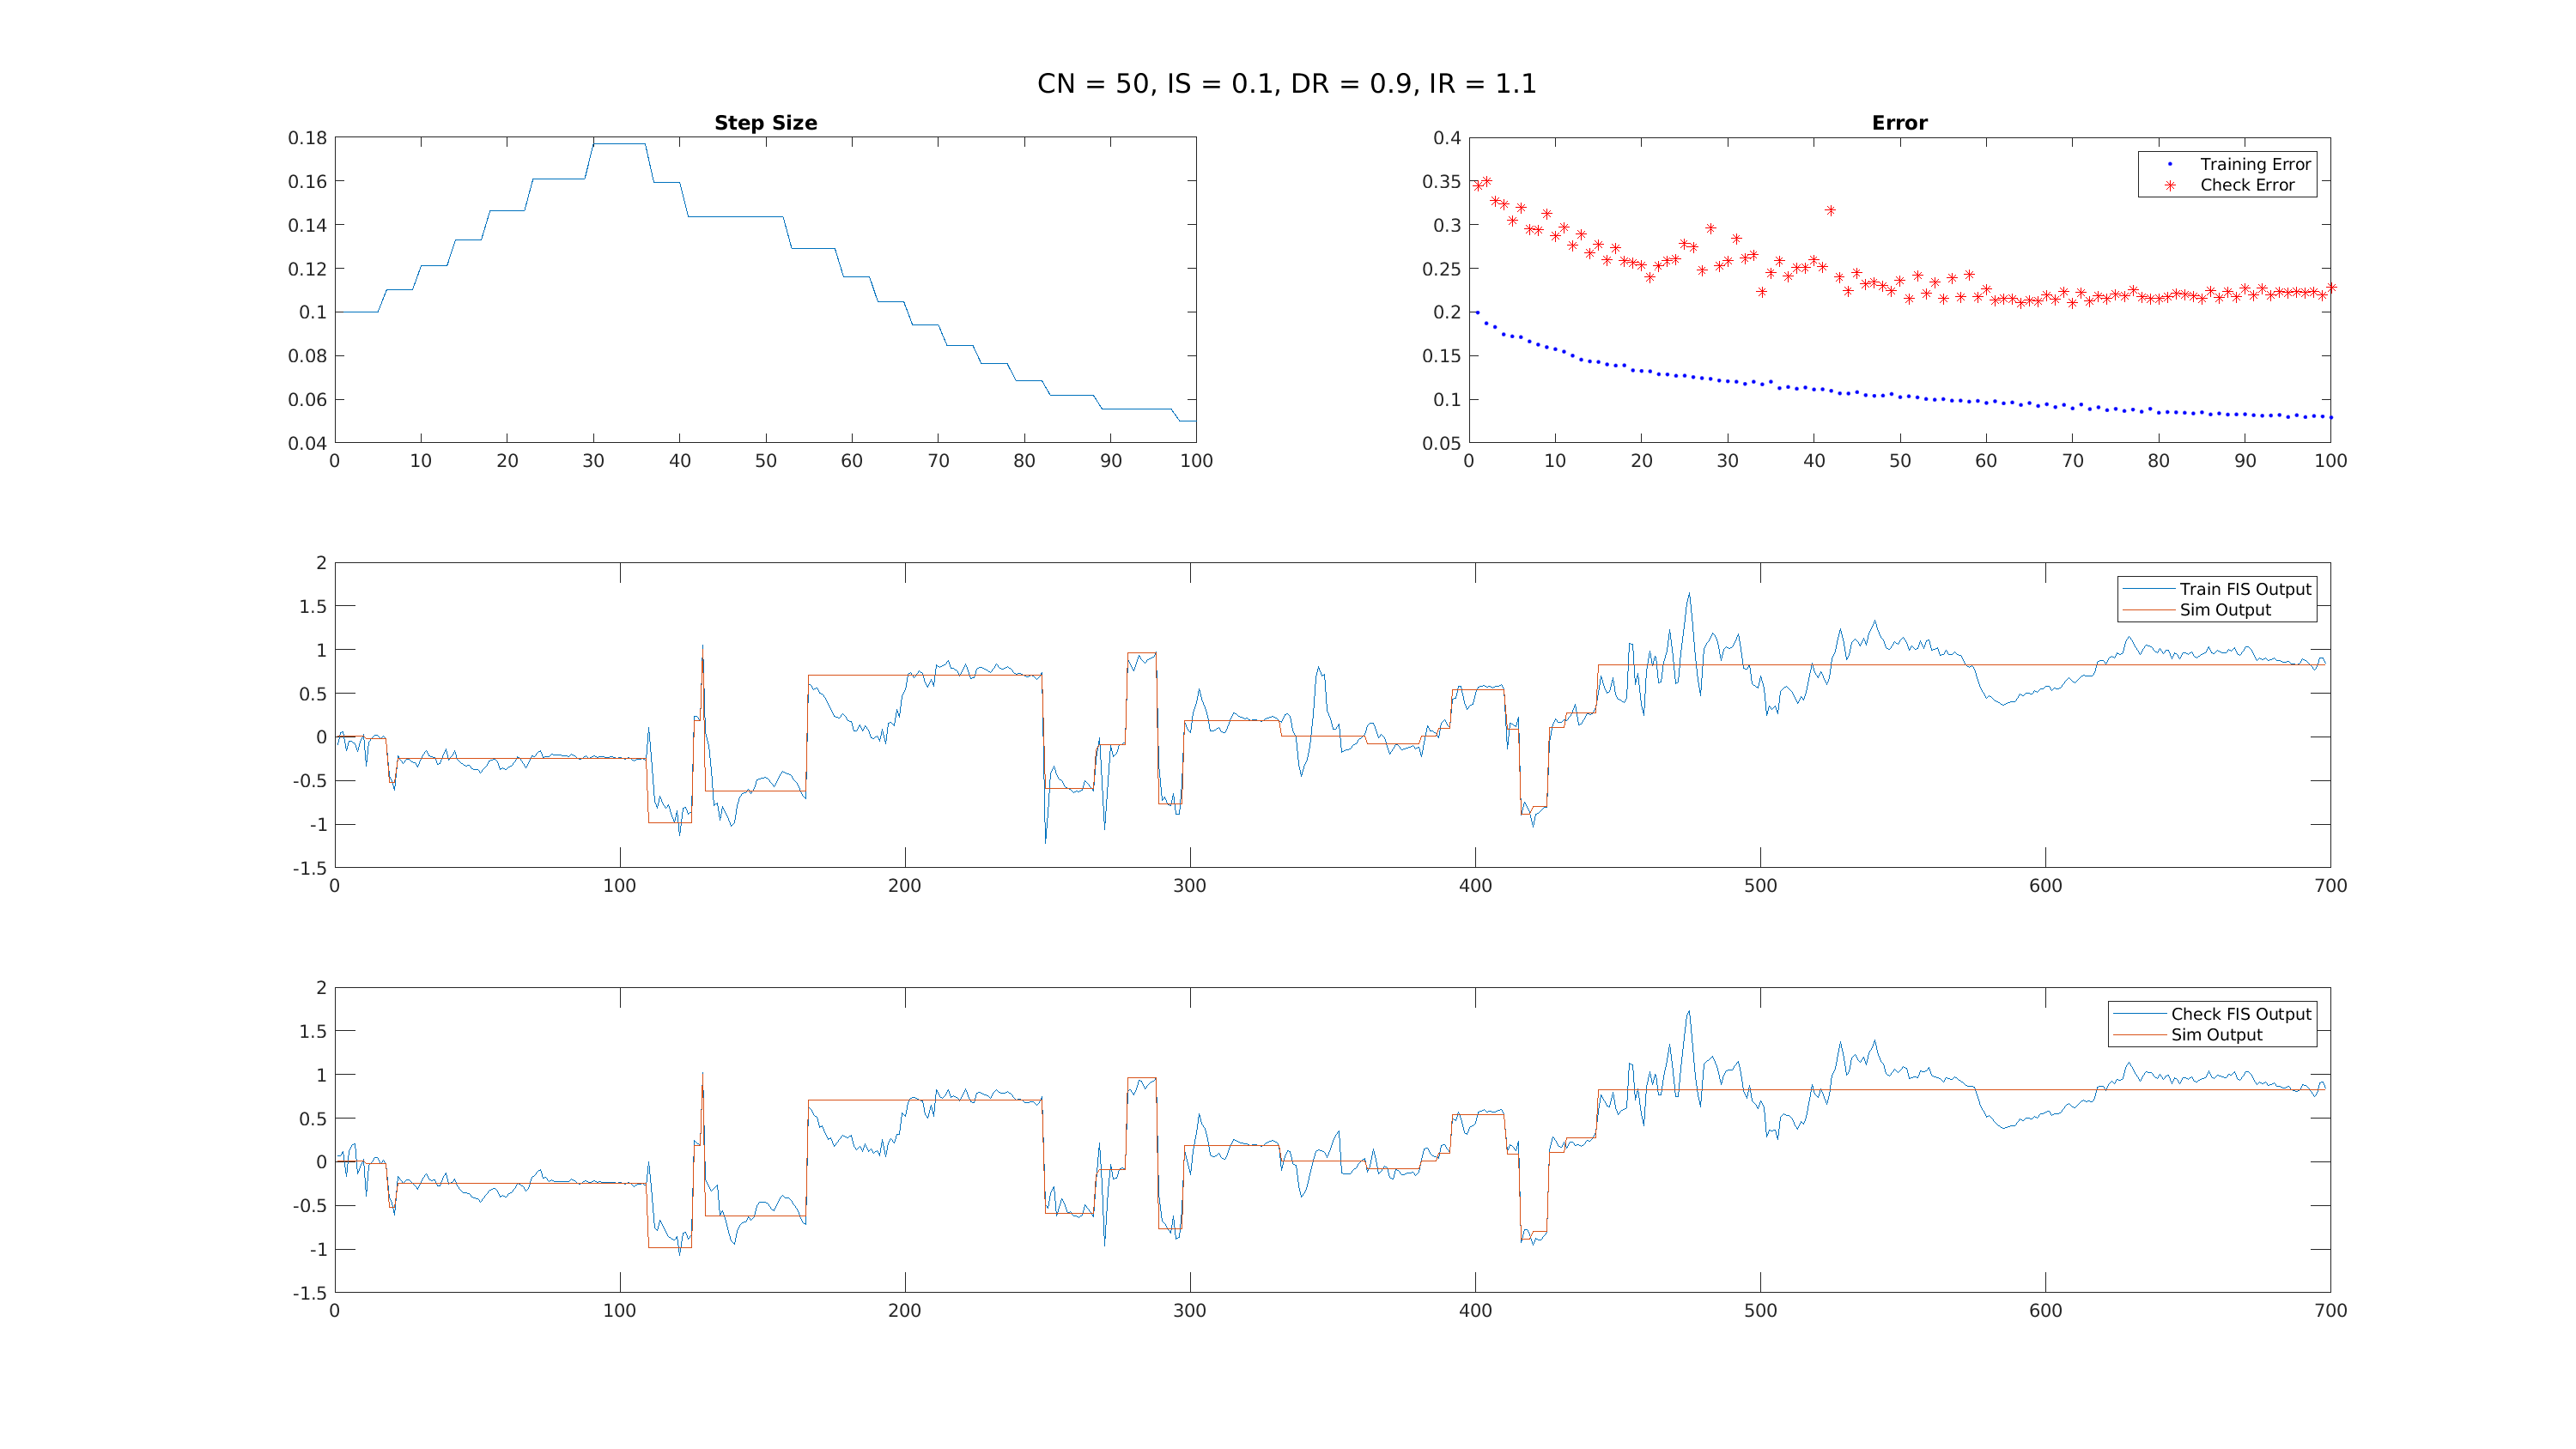 CN = 50, IS = 0.1, DR = 0.9, IR = 1.1
Step Size
0.18
0.16
0.14
0.12
0.1
0.08
0.06
0.04
0 10 20 30 40 50 60 70 80 90 100
Error
0.4
0.35
0.3
0.25
0.2
0.15
0.1
0.05
0 10 20 30 40 50 60 70 80 90 100
Training Error
Check Error
2
1.5
1
0.5
0
-0.5
-1
-1.5
0 100 200 300 400 500 600 700
Train FIS Output
Sim Output
2
1.5
1
0.5
0
-0.5
-1
-1.5
0 100 200 300 400 500 600 700
Check FIS Output
Sim Output